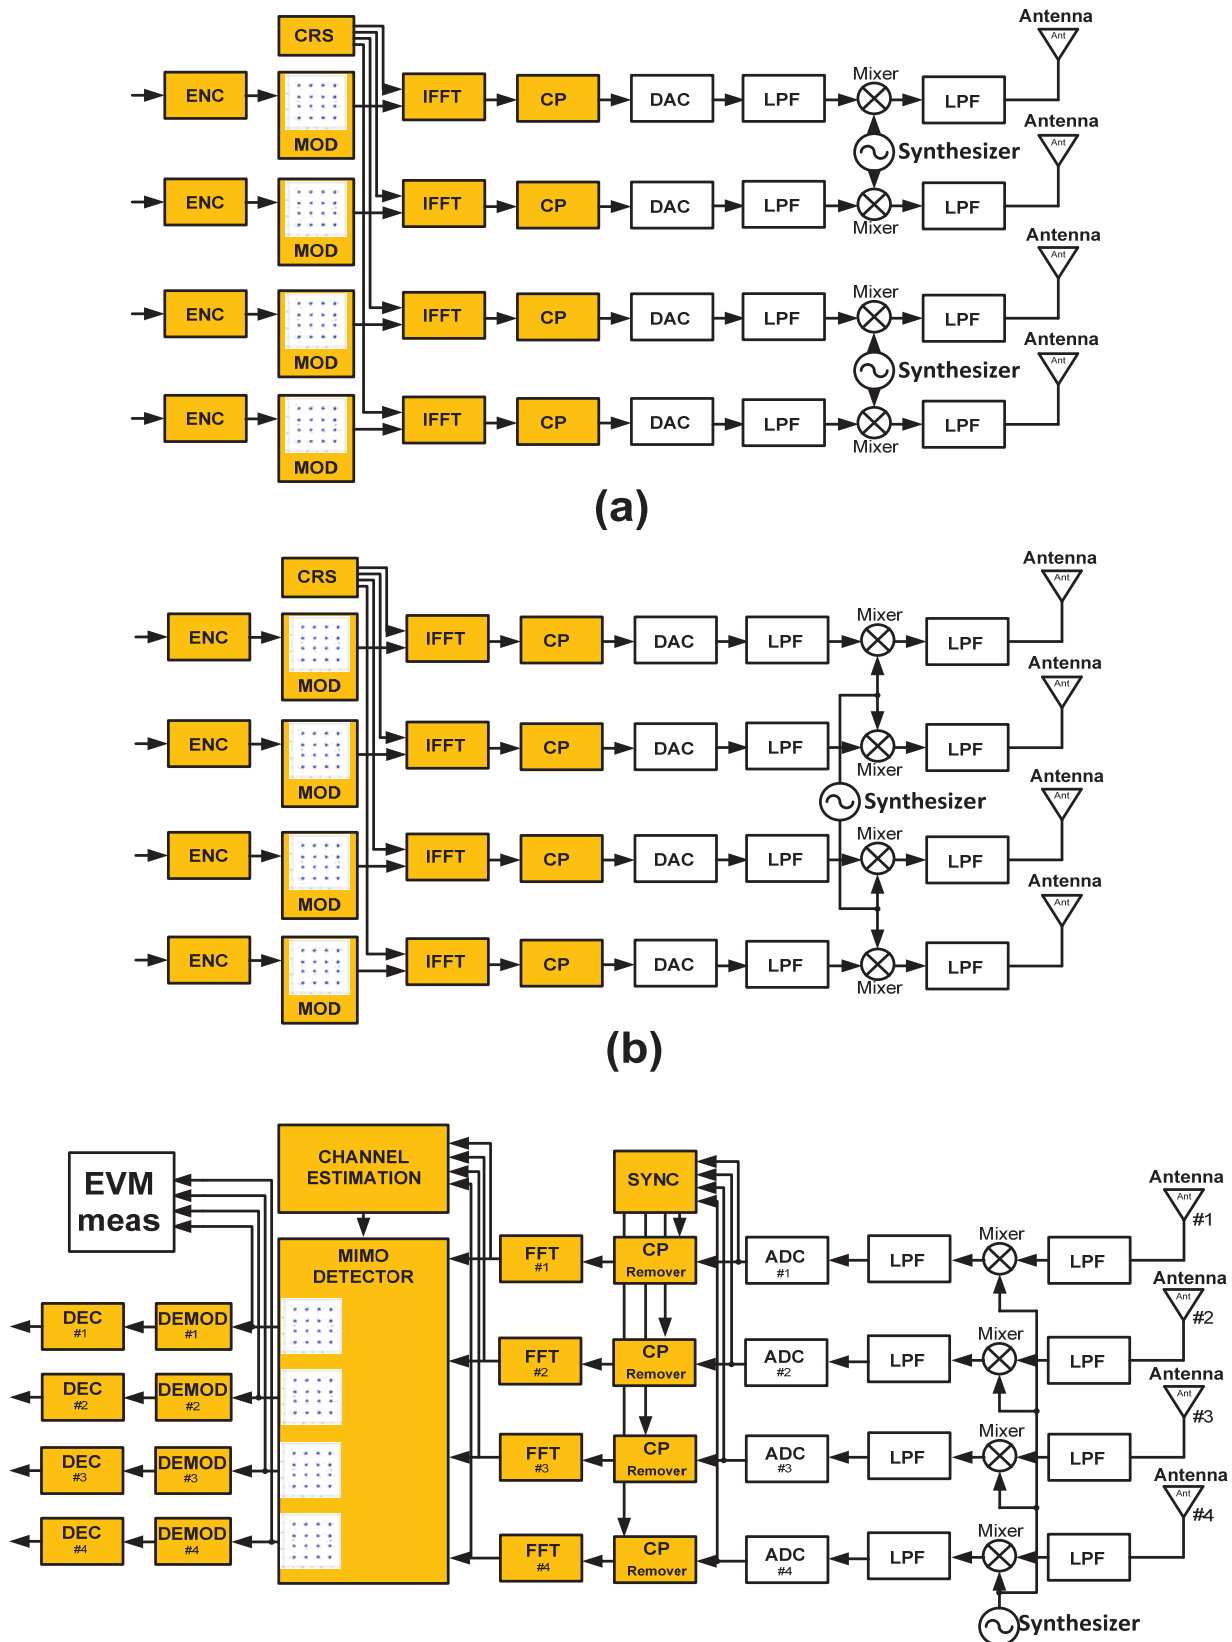 Antenna
Ant
CRS
Mixer
ENC
MOD
IFFT
CP
DAC
LPF
LPF
Synthesizer
Antenna
Ant
ENC
MOD
IFFT
CP
DAC
LPF
Mixer
LPF
Antenna
Ant
Mixer
ENC
MOD
IFFT
CP
DAC
LPF
LPF
Synthesizer
Antenna
Ant
ENC
MOD
IFFT
CP
DAC
LPF
Mixer
LPF
(a)
Antenna
Ant
CRS
Mixer
ENC
MOD
IFFT
CP
DAC
LPF
LPF
Antenna
Ant
ENC
MOD
IFFT
CP
DAC
LPF
Mixer
LPF
Synthesizer
Antenna
Ant
Mixer
ENC
MOD
IFFT
CP
DAC
LPF
LPF
Antenna
Ant
ENC
MOD
IFFT
CP
DAC
LPF
Mixer
LPF
(b)
EVM
meas
CHANNEL
ESTIMATION
SYNC
MIMO
DETECTOR
Antenna
Ant
#1
Mixer
FFT
#1
CP
Remover
ADC
#1
LPF
LPF
Antenna
Ant
#2
DEC
#1
DEMOD
#1
Mixer
FFT
#2
CP
Remover
ADC
#2
LPF
LPF
Antenna
Ant
#3
DEC
#2
DEMOD
#2
Mixer
FFT
#3
CP
Remover
ADC
#3
LPF
LPF
Antenna
Ant
#4
DEC
#3
DEMOD
#3
Mixer
FFT
#4
CP
Remover
ADC
#4
LPF
LPF
DEC
#4
DEMOD
#4
Synthesizer